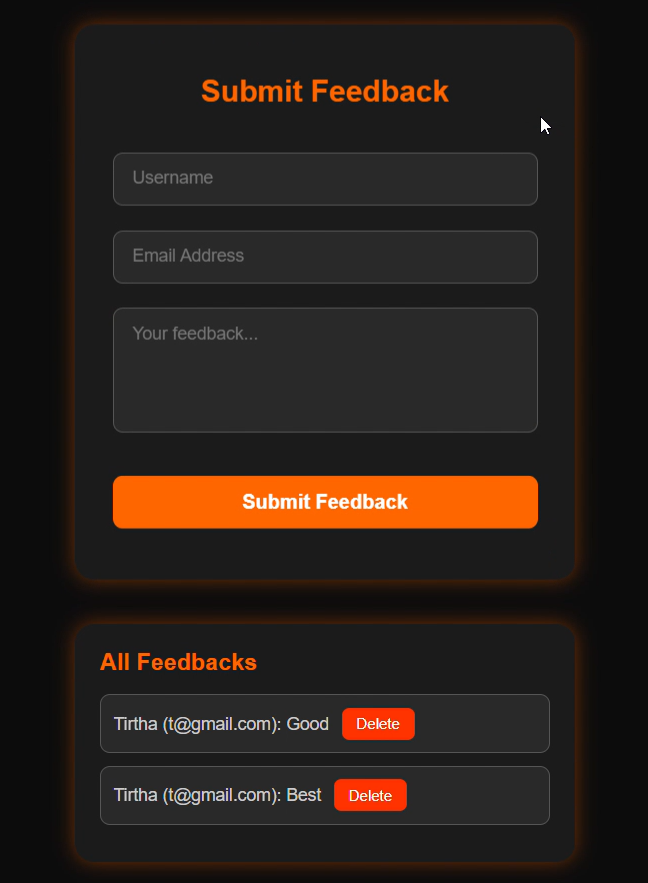 Submit Feedback
Username
Email Address
Your feedback...
Submit Feedback
All Feedbacks
Tirtha (t@gmail.com): Good Delete
Tirtha (t@gmail.com): Best Delete